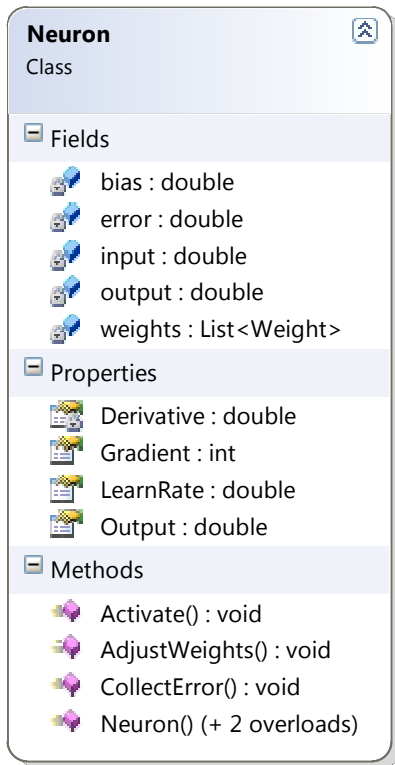 Neuron
Class
Fields
bias : double
error : double
input : double
output : double
weights : List<Weight>
Properties
Derivative : double
Gradient : int
LearnRate : double
Output : double
Methods
Activate() : void
AdjustWeights() : void
CollectError() : void
Neuron() (+ 2 overloads)